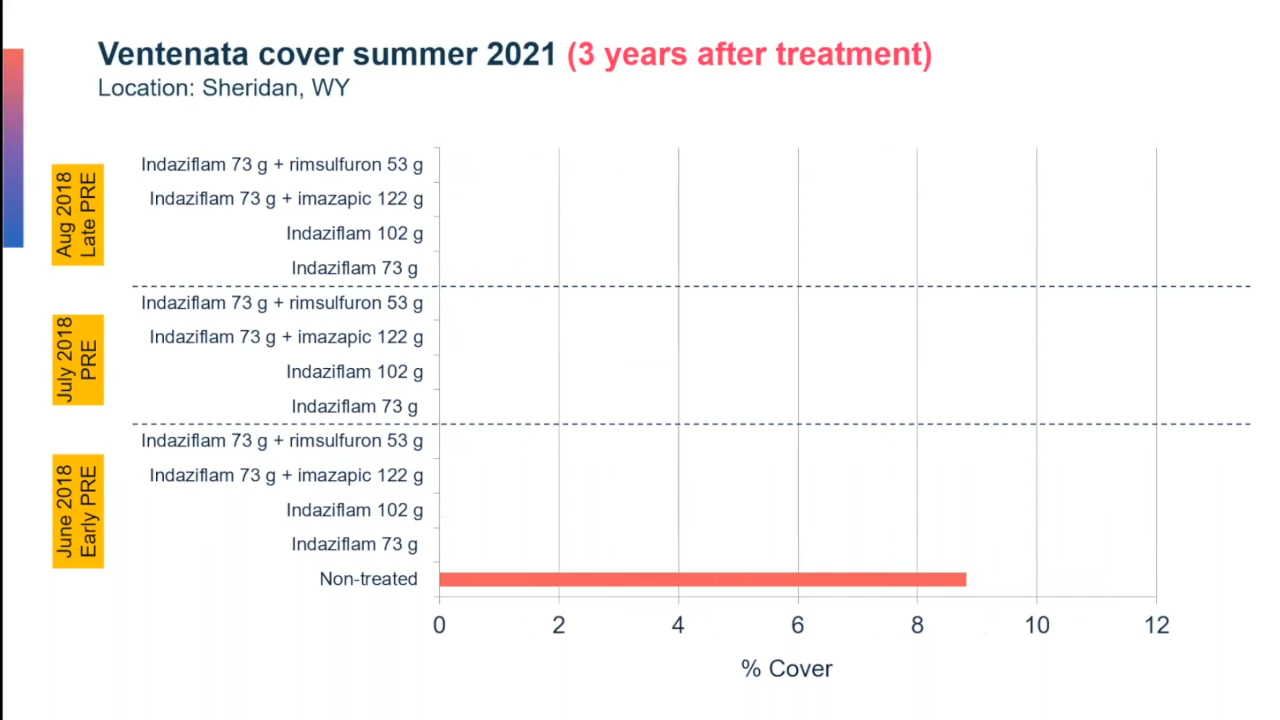 Ventenata cover summer 2021 (3 years after treatment)
Location: Sheridan, WY
Aug 2018
Late PRE
Indaziflam 73 g + rimsulfuron 53 g
Indaziflam 73 g + imazapic 122 g
Indaziflam 102 g
Indaziflam 73 g
July 2018
PRE
Indaziflam 73 g + rimsulfuron 53 g
Indaziflam 73 g + imazapic 122 g
Indaziflam 102 g
Indaziflam 73 g
June 2018
Early PRE
Indaziflam 73 g + rimsulfuron 53 g
Indaziflam 73 g + imazapic 122 g
Indaziflam 102 g
Indaziflam 73 g
Non-treated
0 2 4 6 8 10 12
% Cover